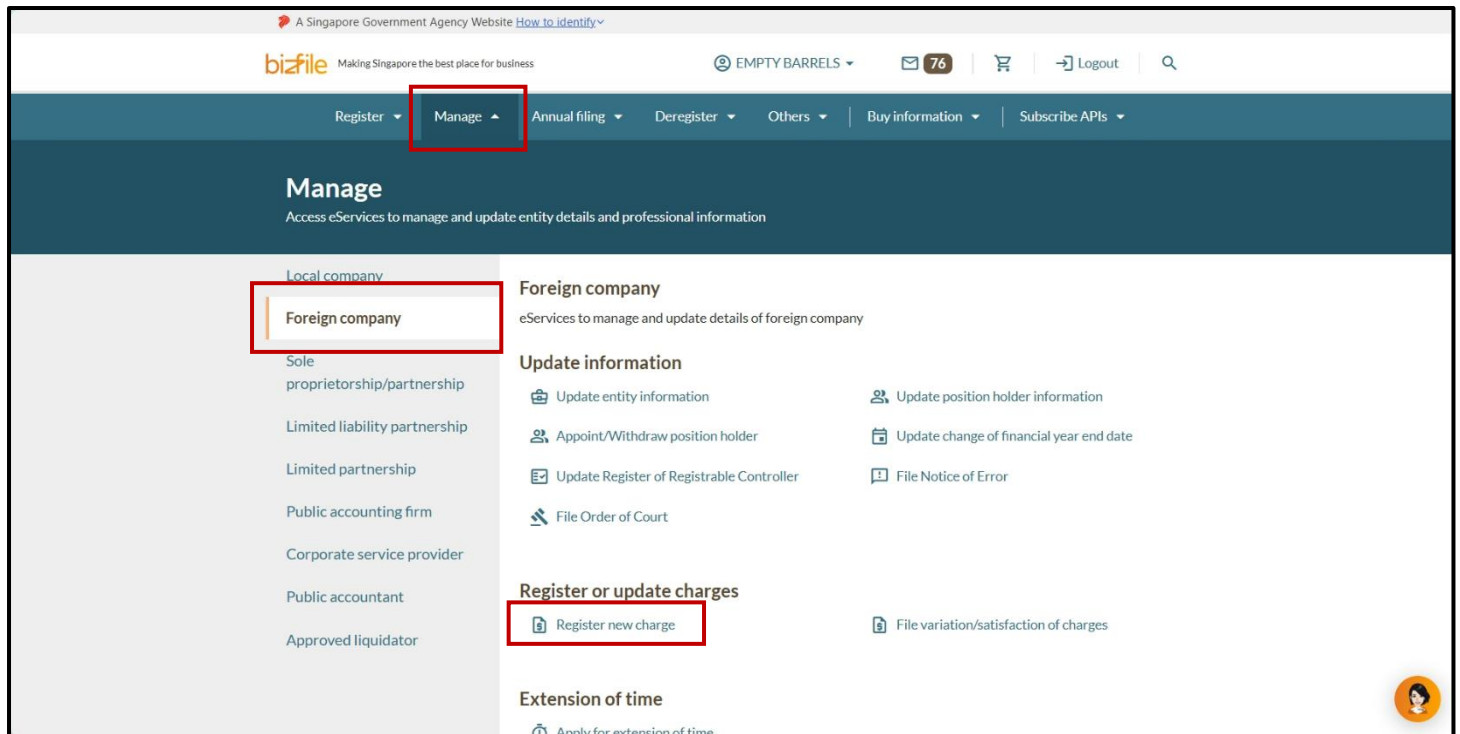 A Singapore Government Agency Website How to identify
bizfile Making Singapore the best place for business
EMPTY BARRELS
76
Logout
Register
Manage
Annual filing
Deregister
Others
Buy information
Subscribe APIs
Manage
Access eServices to manage and update entity details and professional information
Local company
Foreign company
Sole
proprietorship/partnership
Limited liability partnership
Limited partnership
Public accounting firm
Corporate service provider
Public accountant
Approved liquidator
Foreign company
eServices to manage and update details of foreign company
Update information
Update entity information
Update position holder information
Appoint/Withdraw position holder
Update change of financial year end date
Update Register of Registrable Controller
File Notice of Error
File Order of Court
Register or update charges
Register new charge
File variation/satisfaction of charges
Extension of time
Apply for extension of time